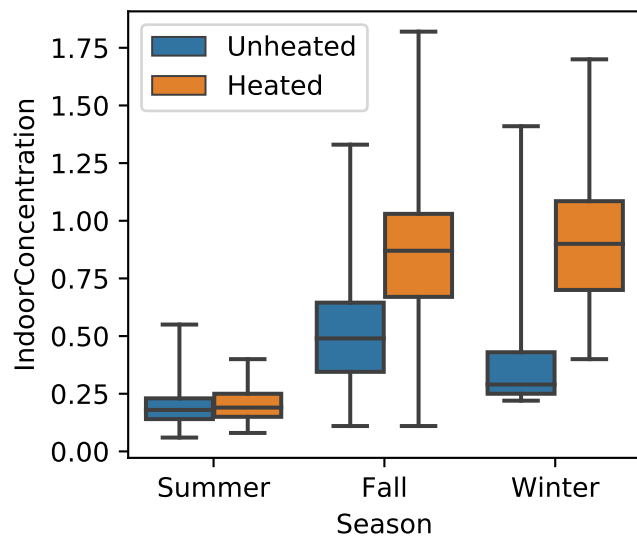 Unheated
Heated
IndoorConcentration
1.75
1.50
1.25
1.00
0.75
0.50
0.25
0.00
Summer Fall Winter
Season